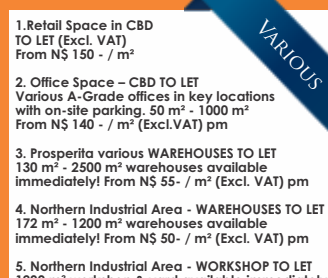 VARIOUS
1.Retail Space in CBD
TO LET (Excl. VAT)
From N$ 150 - / m²
2. Office Space – CBD TO LET
Various A-Grade offices in key locations
with on-site parking. 50 m² - 1000 m²
From N$ 140 - / m² (Excl.VAT) pm
3. Prosperita various WAREHOUSES TO LET
130 m² - 2500 m² warehouses available
immediately! From N$ 55- / m² (Excl. VAT) pm
4. Northern Industrial Area - WAREHOUSES TO LET
172 m² - 1200 m² warehouses available
immediately! From N$ 50- / m² (Excl. VAT) pm
5. Northern Industrial Area - WORKSHOP TO LET